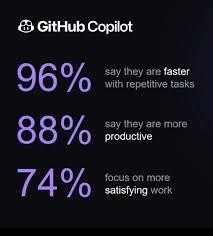 GitHub Copilot
96%
say they are faster
with repetitive tasks
88%
say they are more
productive
74%
focus on more
satisfying work